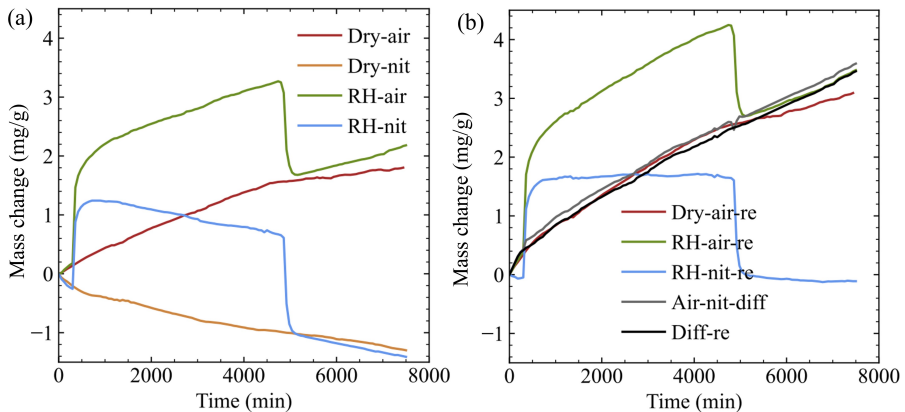 (a)
Dry-air
Dry-nit
RH-air
RH-nit
4
3
2
1
0
−1
Mass change (mg/g)
0
2000
4000
6000
8000
Time (min)
(b)
4
3
2
1
0
−1
Mass change (mg/g)
Dry-air-re
RH-air-re
RH-nit-re
Air-nit-diff
Diff-re
0
2000
4000
6000
8000
Time (min)